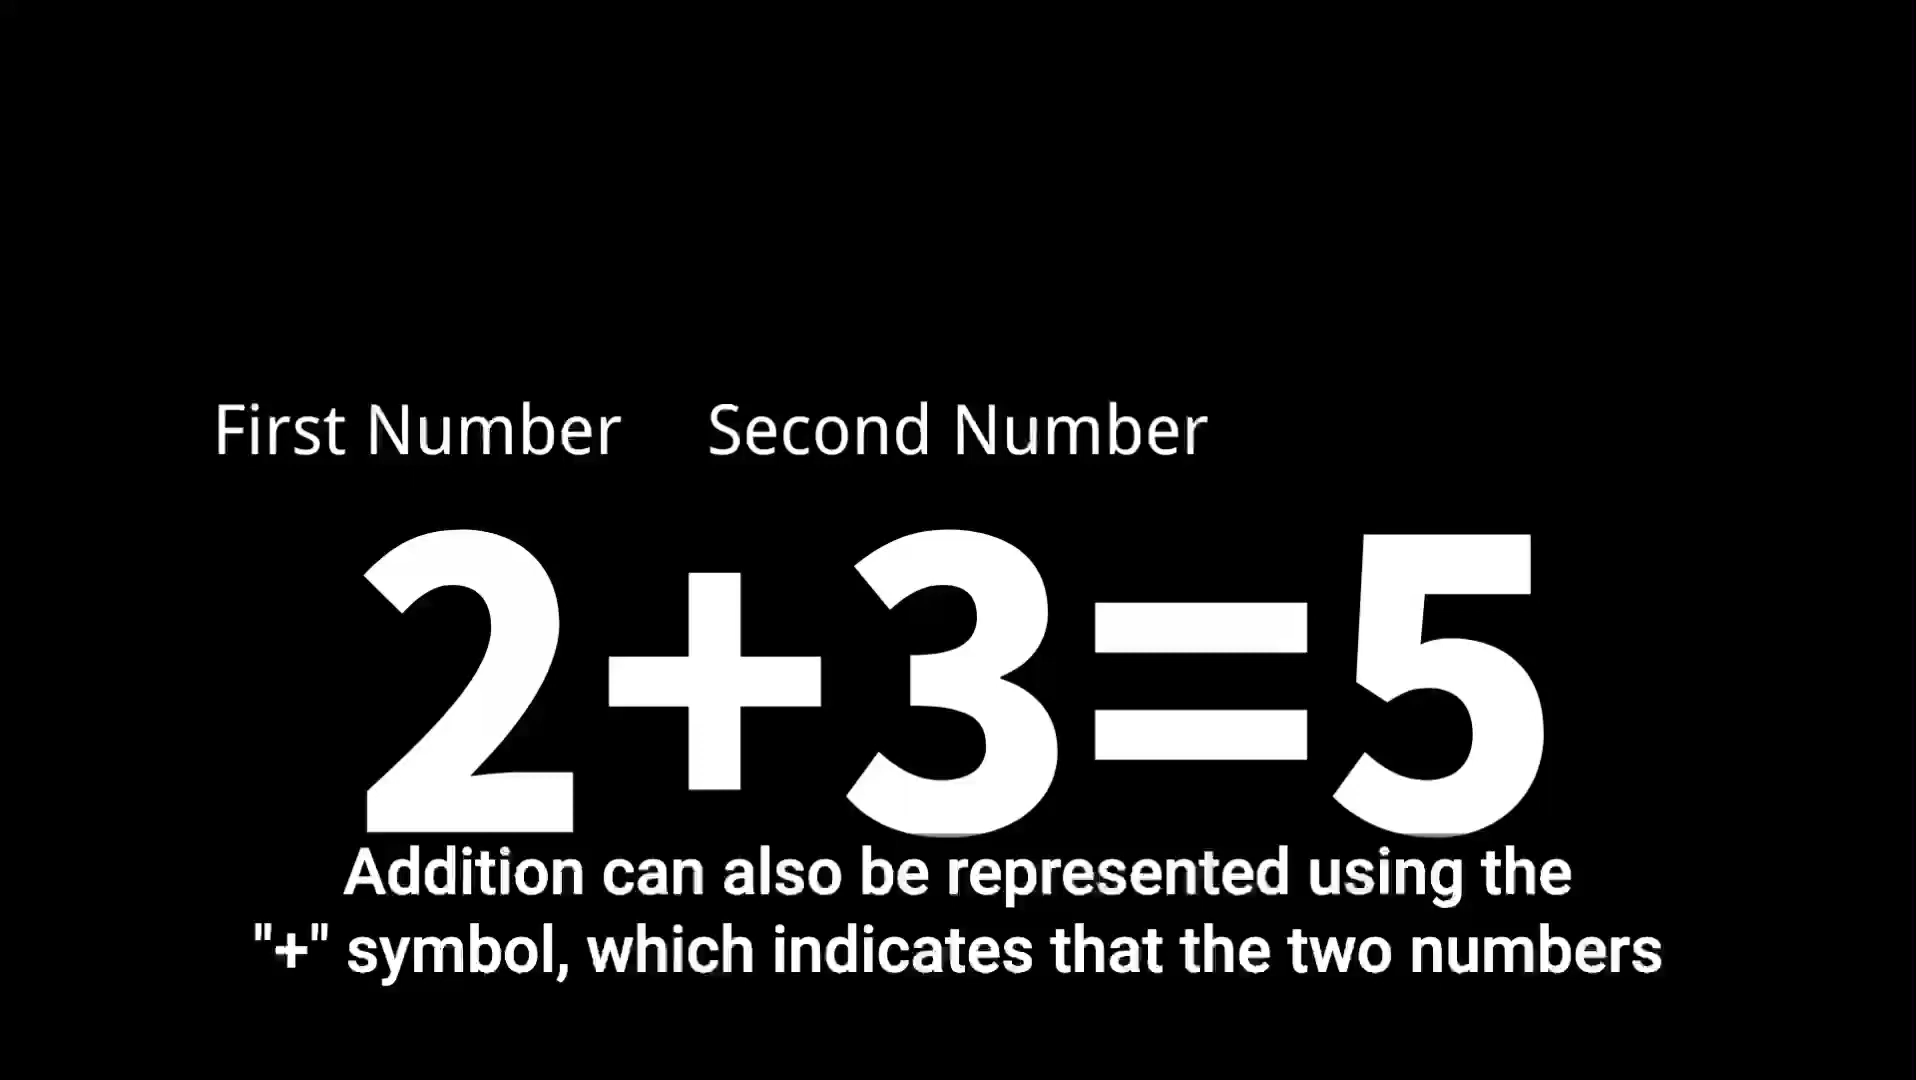 First Number Second Number
2+3=5
Addition can also be represented using the
"+" symbol, which indicates that the two numbers